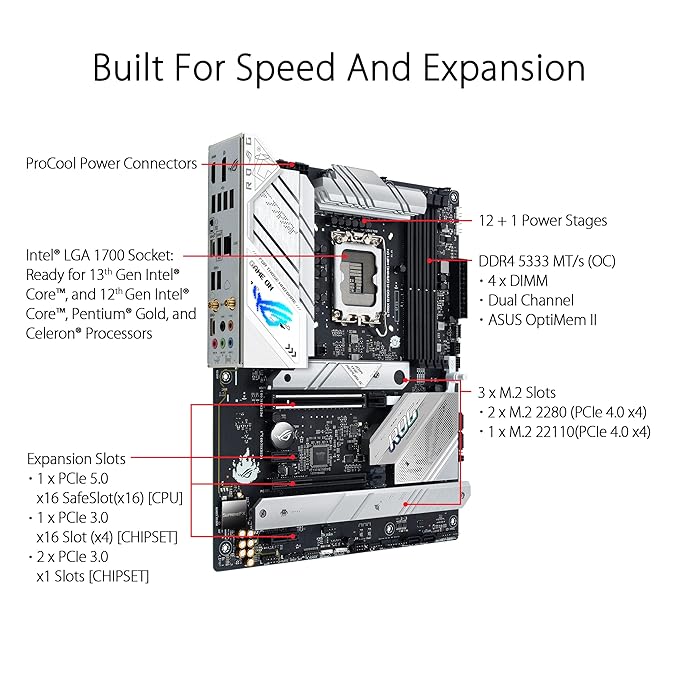 Built For Speed And Expansion
ProCool Power Connectors
12 + 1 Power Stages
Intel® LGA 1700 Socket:
Ready for 13th Gen Intel®
Core™, and 12th Gen Intel®
Core™, Pentium® Gold, and
Celeron® Processors
DDR4 5333 MT/s (OC)
· 4 x DIMM
· Dual Channel
· ASUS OptiMem II
3 x M.2 Slots
· 2 x M.2 2280 (PCIe 4.0 x4)
· 1 x M.2 22110(PCIe 4.0 x4)
Expansion Slots
· 1 x PCIe 5.0
x16 SafeSlot(x16) [CPU]
· 1 x PCIe 3.0
x16 Slot (x4) [CHIPSET]
· 2 x PCIe 3.0
x1 Slots [CHIPSET]
GAME ON
ROG
SUPREMEFX